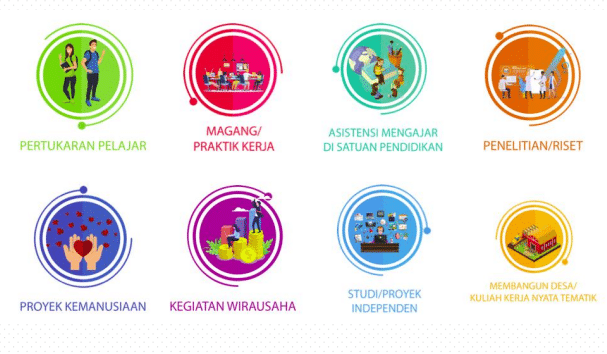 PERTUKARAN PELAJAR
MAGANG/
PRAKTIK KERJA
ASISTENSI MENGAJAR
DI SATUAN PENDIDIKAN
PENELITIAN/RISET
PROYEK KEMANUSIAAN
KEGIATAN WIRAUSAHA
STUDI/PROYEK
INDEPENDEN
MEMBANGUN DESA/
KULIAH KERJA NYATA TEMATIK